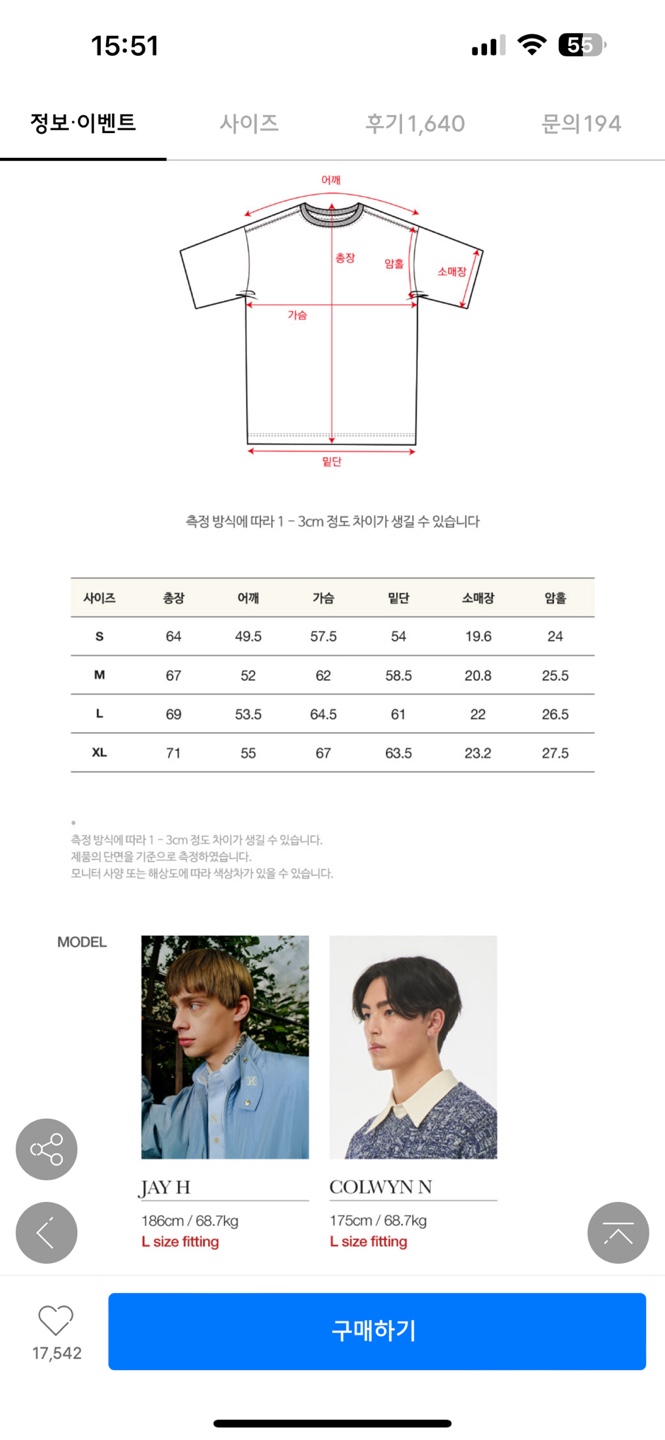 15:51
55
정보·이벤트 사이즈 후기 1,640 문의 194
어깨
총장
암홀
소매장
가슴
밑단
측정 방식에 따라 1 - 3cm 정도 차이가 생길 수 있습니다
사이즈 총장 어깨 가슴 밑단 소매장 암홀
S 64 49.5 57.5 54 19.6 24
M 67 52 62 58.5 20.8 25.5
L 69 53.5 64.5 61 22 26.5
XL 71 55 67 63.5 23.2 27.5
*
측정 방식에 따라 1 - 3cm 정도 차이가 생길 수 있습니다.
제품의 단면을 기준으로 측정하였습니다.
모니터 사양 또는 해상도에 따라 색상차가 있을 수 있습니다.
MODEL
JAY H
186cm / 68.7kg
L size fitting
COLWYN N
175cm / 68.7kg
L size fitting
17,542
구매하기